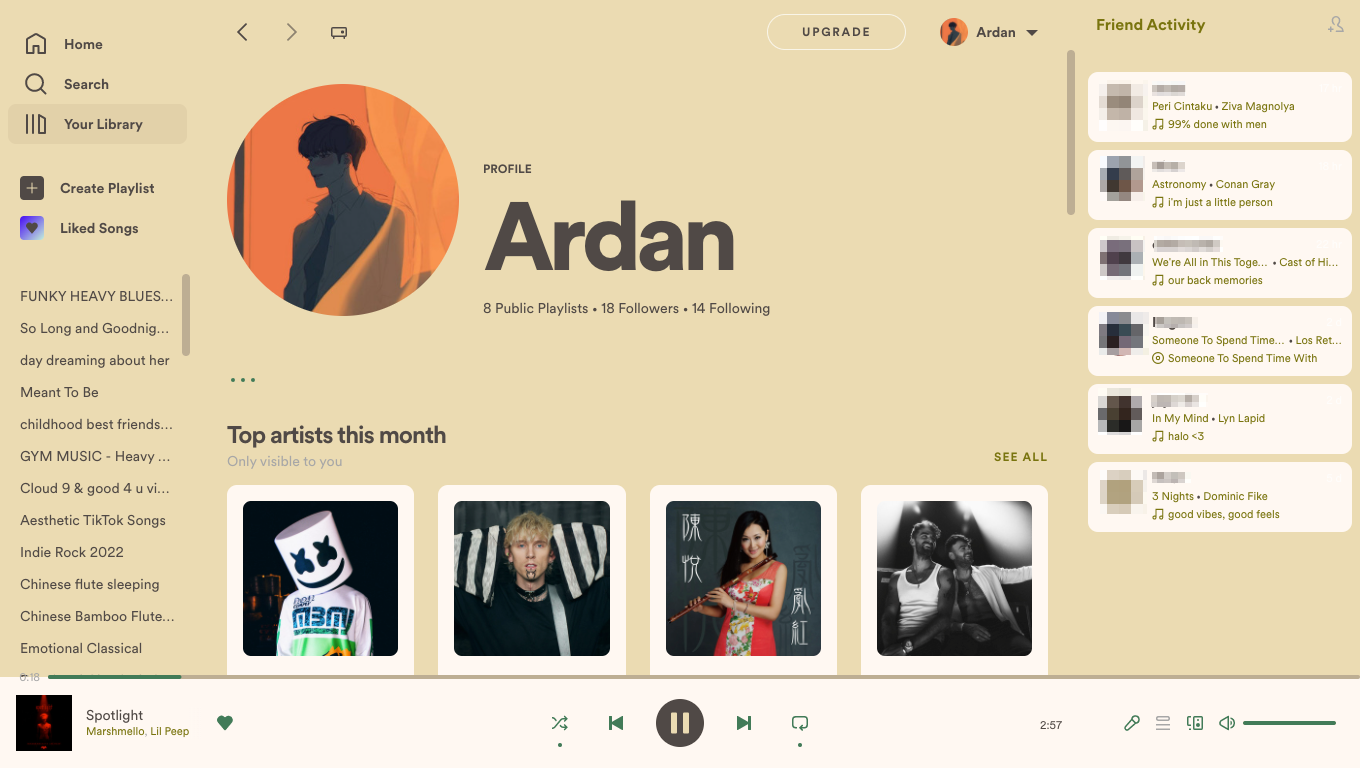 Home
Search
Your Library
Create Playlist
Liked Songs
FUNKY HEAVY BLUES...
So Long and Goodnig...
day dreaming about her
Meant To Be
childhood best friends...
GYM MUSIC - Heavy ...
Cloud 9 & good 4 u vi...
Aesthetic TikTok Songs
Indie Rock 2022
Chinese flute sleeping
Chinese Bamboo Flute...
Emotional Classical
UPGRADE
Ardan
PROFILE
Ardan
8 Public Playlists • 18 Followers • 14 Following
Top artists this month
Only visible to you
SEE ALL
陳悦
紅
Friend Activity
Peri Cintaku • Ziva Magnolya
99% done with men
Astronomy • Conan Gray
i'm just a little person
We're All in This Toge... • Cast of Hi...
our back memories
Someone To Spend Time... • Los Ret...
Someone To Spend Time With
In My Mind • Lyn Lapid
halo <3
3 Nights • Dominic Fike
good vibes, good feels
0:18
Spotlight
Marshmello, Lil Peep
2:57